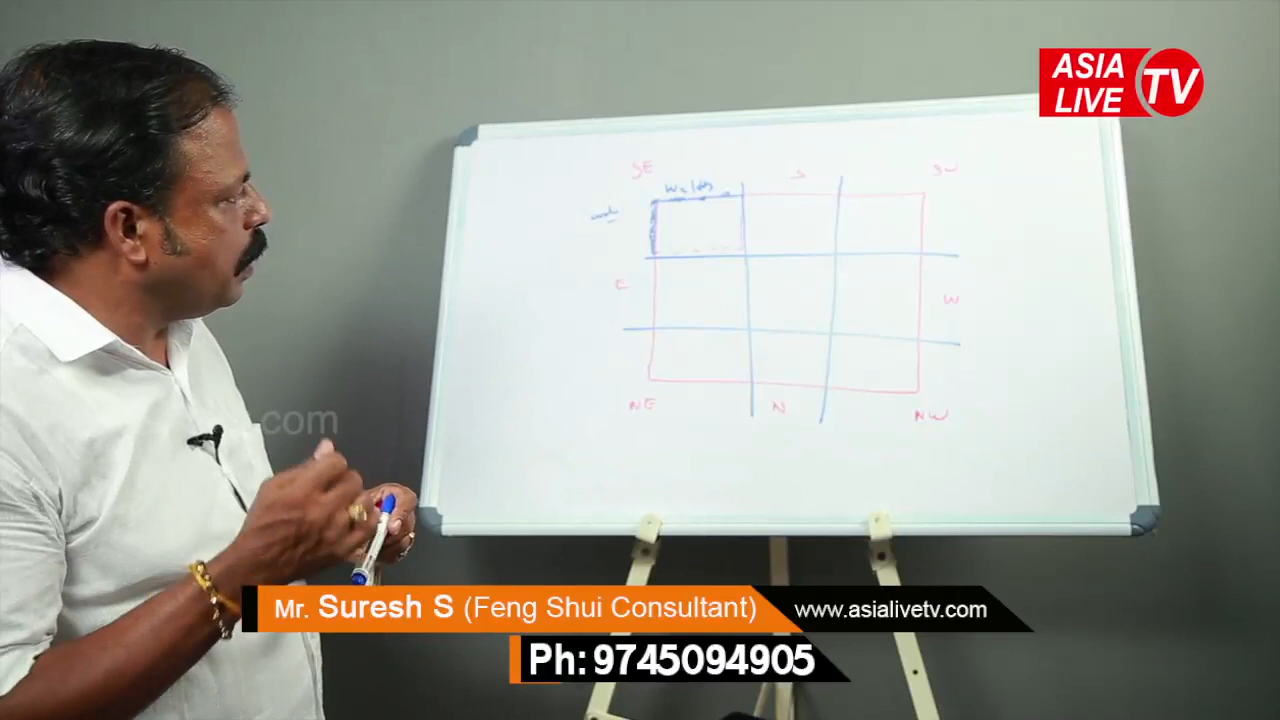 ASIA
LIVE TV
SE S SW
E W
NE N NW
.com
Mr. Suresh S (Feng Shui Consultant) www.asialivetv.com
Ph: 9745094905